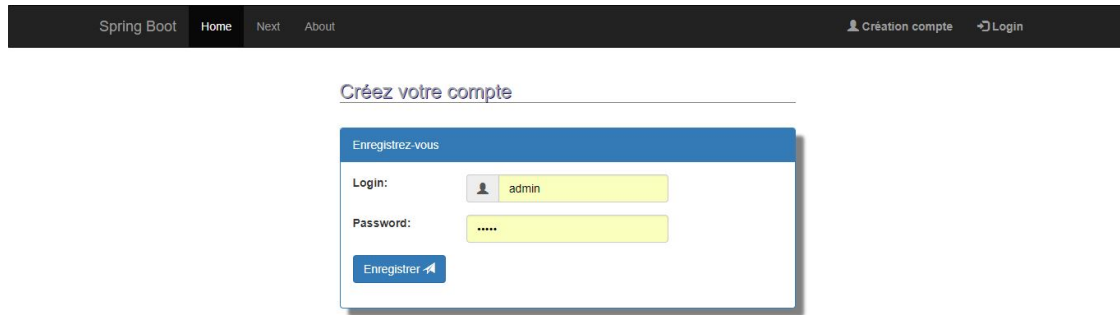 Spring Boot Home Next About Création compte Login
Créez votre compte
Enregistrez-vous
Login: admin
Password: •••••
Enregistrer